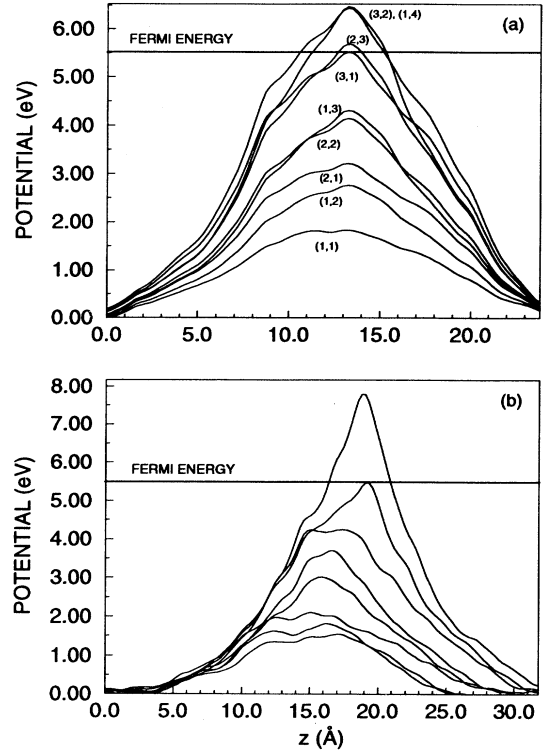 (a)
FERMI ENERGY
(3,2), (1,4)
(2,3)
(3,1)
(1,3)
(2,2)
(2,1)
(1,2)
(1,1)
POTENTIAL (eV)
6.00
5.00
4.00
3.00
2.00
1.00
0.00
0.0 5.0 10.0 15.0 20.0
(b)
FERMI ENERGY
POTENTIAL (eV)
8.00
7.00
6.00
5.00
4.00
3.00
2.00
1.00
0.00
0.0 5.0 10.0 15.0 20.0 25.0 30.0
z (Å)